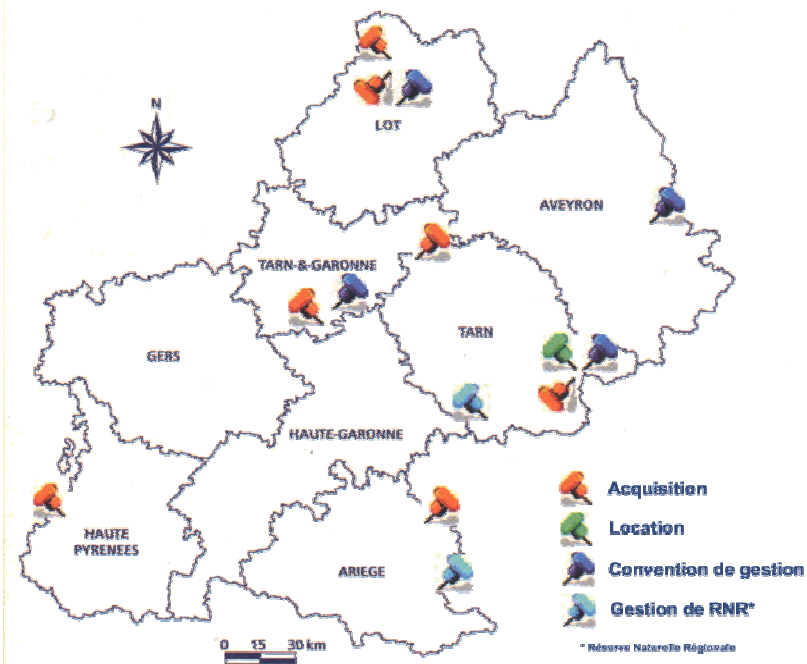 N
LOT
AVEYRON
TARN-&-GARONNE
TARN
GERS
HAUTE-GARONNE
HAUTE
PYRENEES
ARIEGE
Acquisition
Location
Convention de gestion
Gestion de RNR*
* Réserve Naturelle Régionale
0 15 30 km